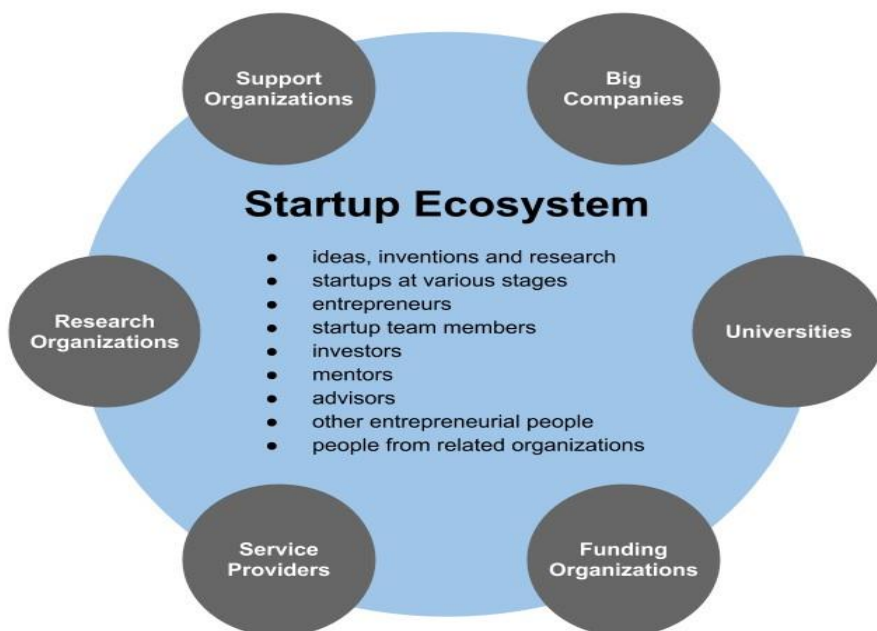 Support
Organizations
Big
Companies
Startup Ecosystem
● ideas, inventions and research
● startups at various stages
● entrepreneurs
● startup team members
● investors
● mentors
● advisors
● other entrepreneurial people
● people from related organizations
Research
Organizations
Universities
Service
Providers
Funding
Organizations